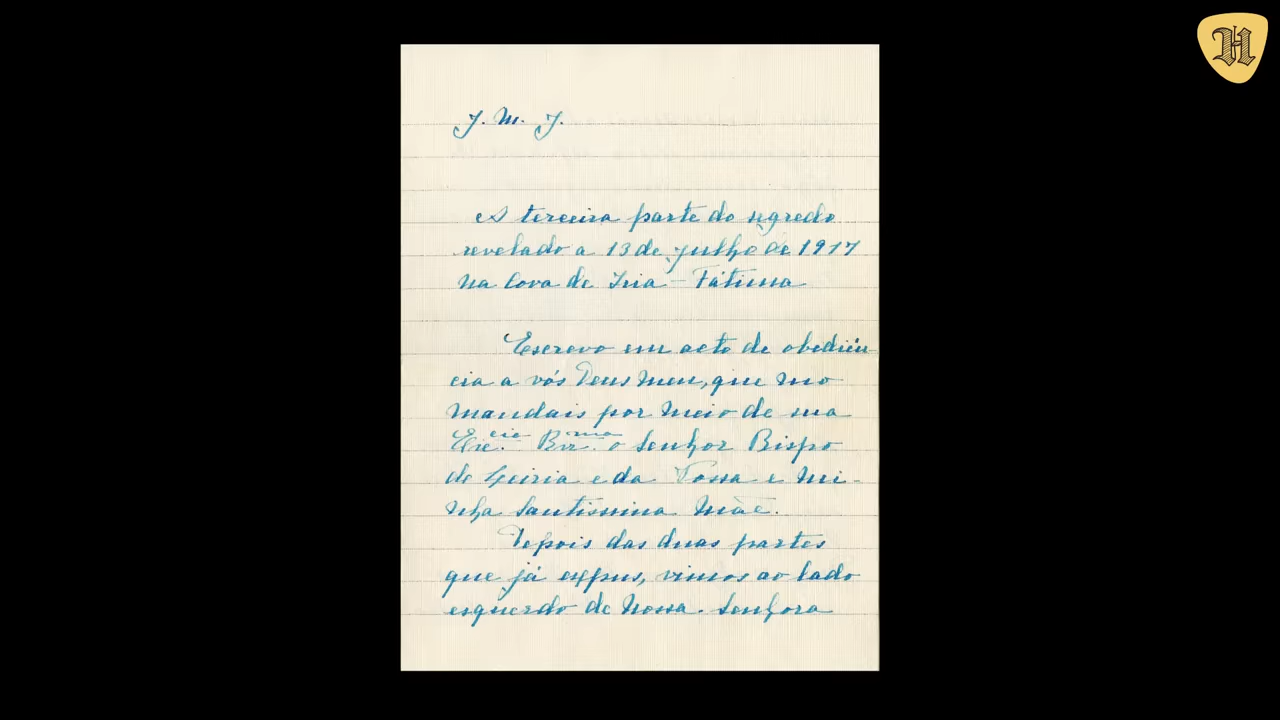 J. M. J.
A terceira parte do segredo
revelado a 13 de Julho de 1917
na Cova de Iria - Fátima
Escrevo em acto de obediên-
cia a vós Deus meu, que mo
mandais por meio de sua
Ex.cia Rev.ma o Senhor Bispo
de Leiria e da Vossa e mi-
nha Santissima Mãe.
Depois das duas partes
que já expus, vimos ao lado
esquerdo de Nossa Senhora
H